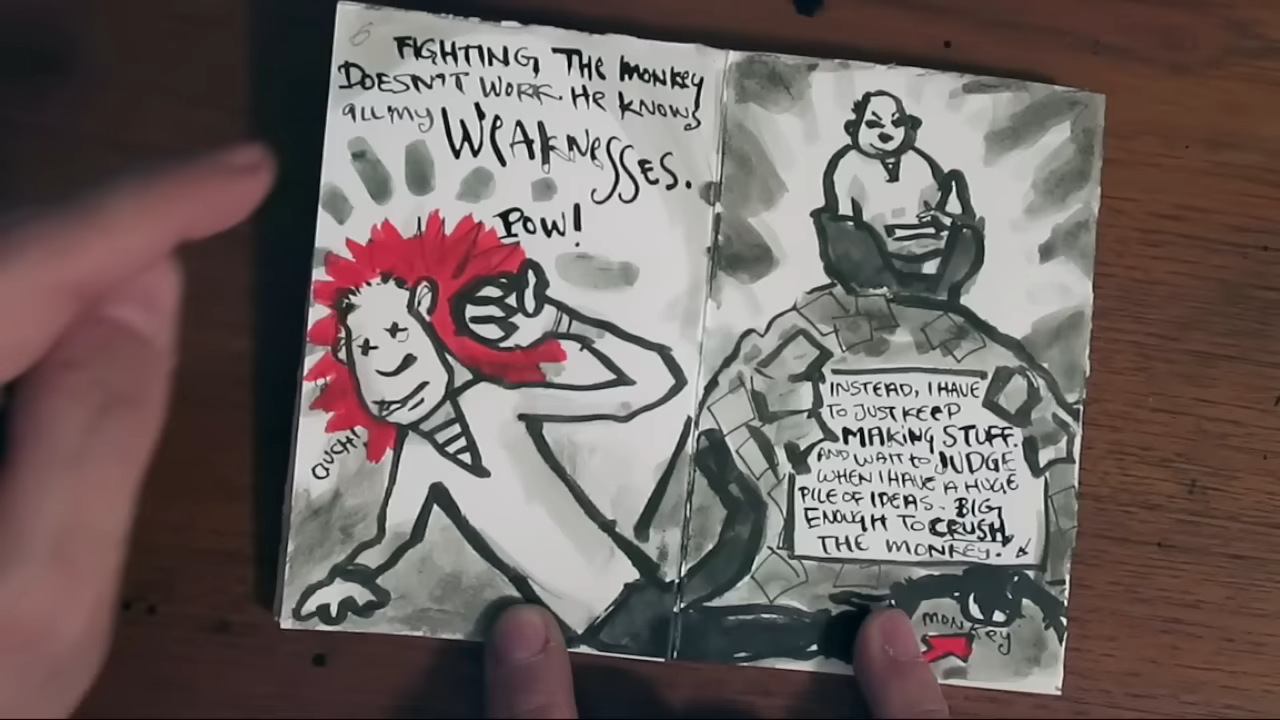 6
FIGHTING THE MONKEY
DOESN'T WORK. HE KNOWS
ALL MY WEAKNESSES.
POW!
OUCH!
INSTEAD, I HAVE
TO JUST KEEP
MAKING STUFF.
AND WAIT to JUDGE
WHEN I HAVE A HUGE
PILE OF IDEAS. BIG
ENOUGH TO CRUSH
THE MONKEY.
MONKEY